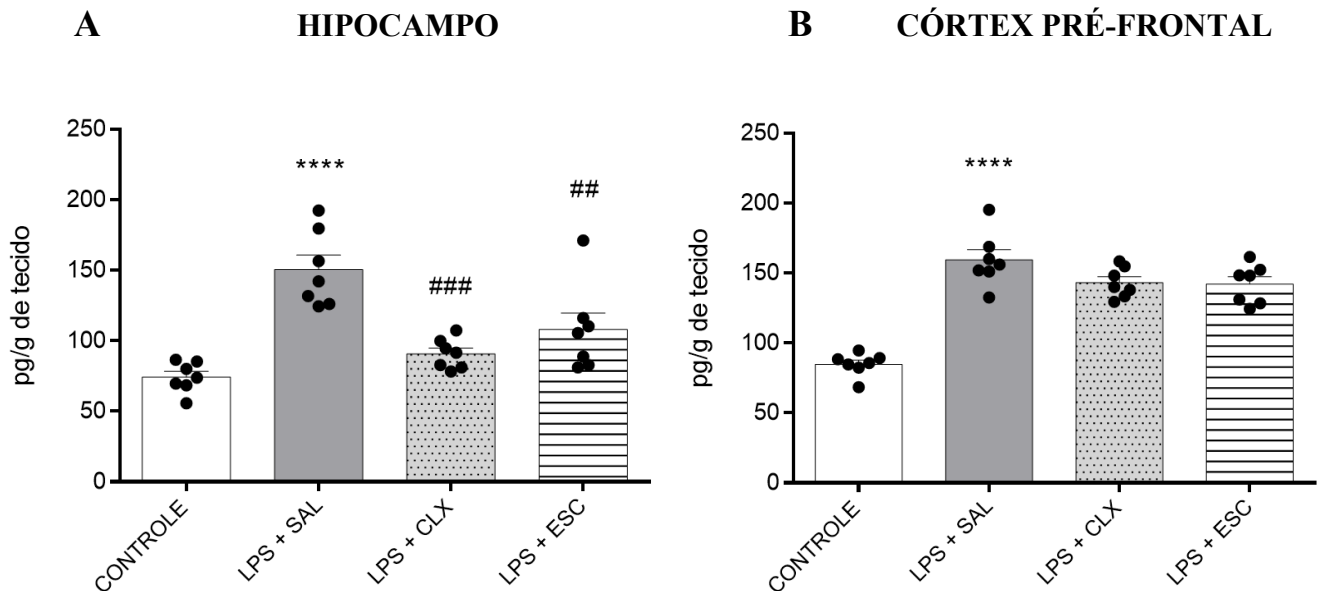 A HIPOCAMPO
pg/g de tecido
250
200
150
100
50
0
****
###
##
CONTROLE
LPS + SAL
LPS + CLX
LPS + ESC
B CÓRTEX PRÉ-FRONTAL
pg/g de tecido
250
200
150
100
50
0
****
CONTROLE
LPS + SAL
LPS + CLX
LPS + ESC